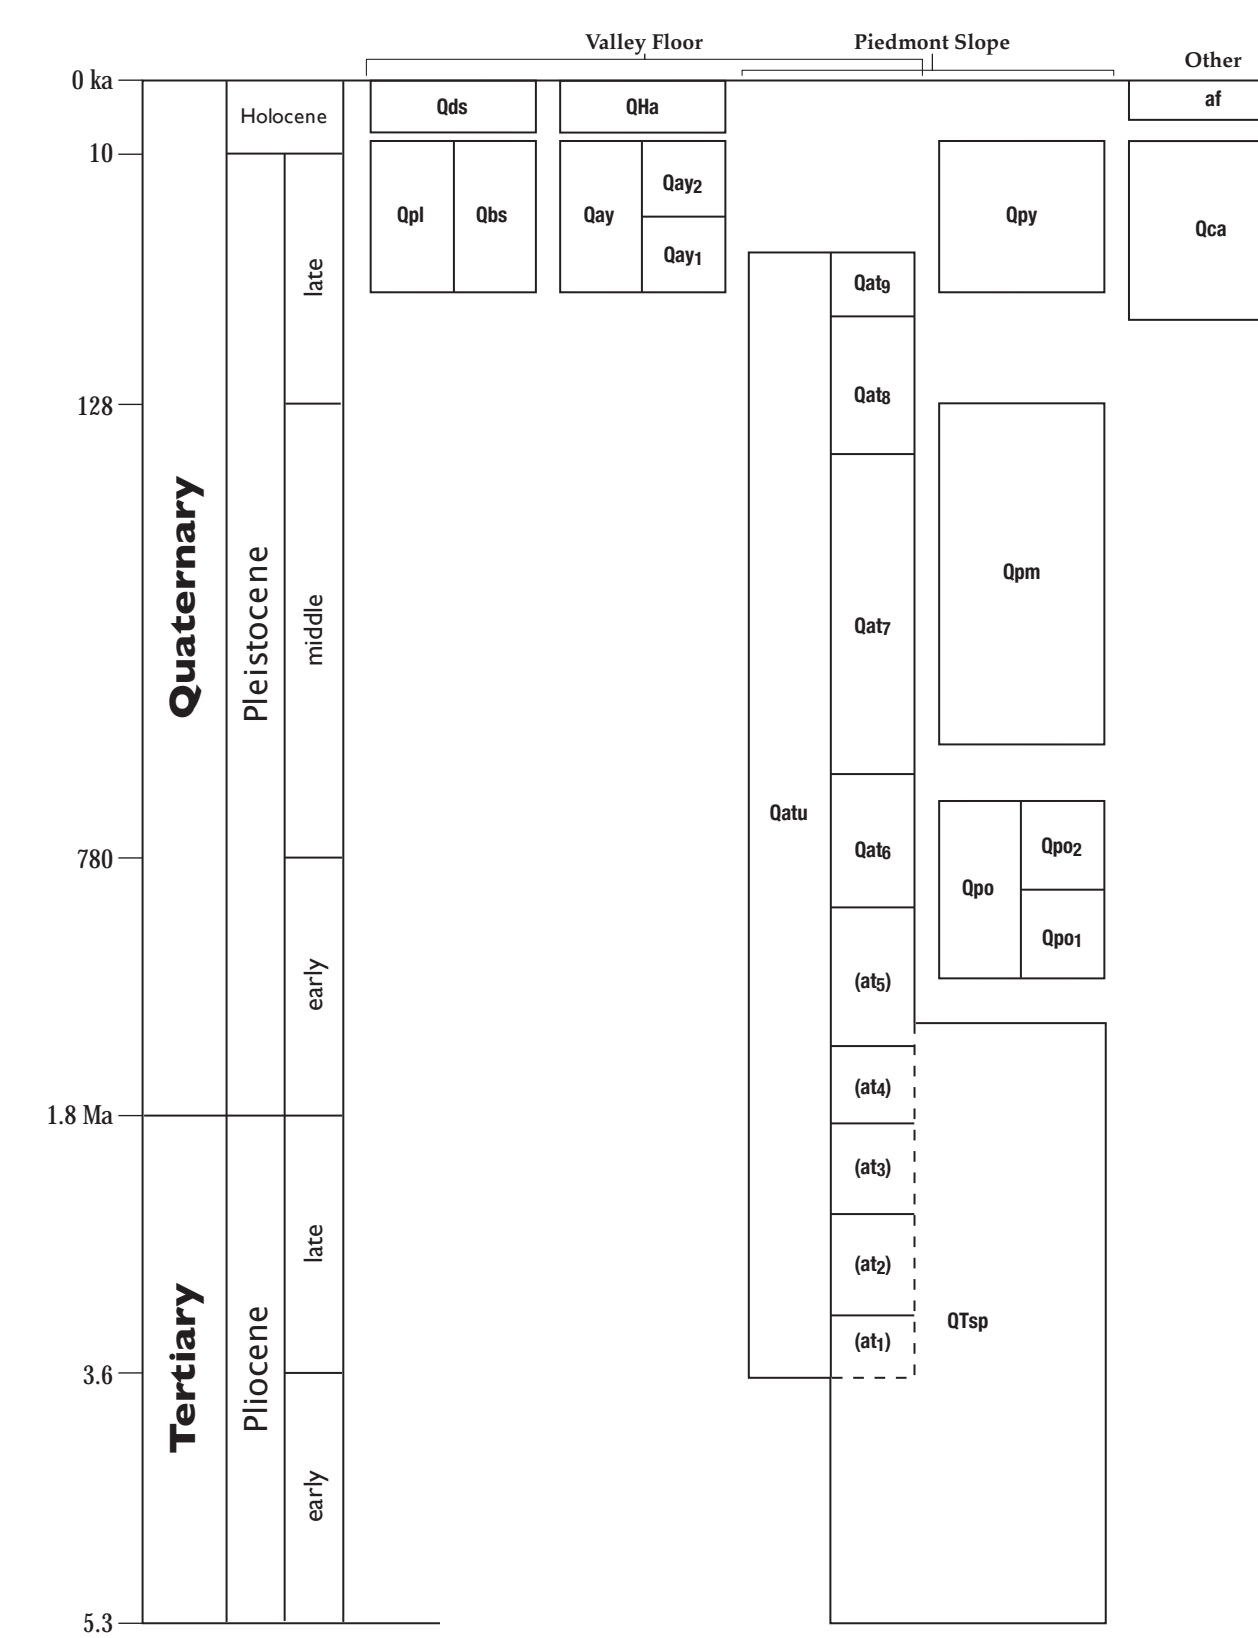 Valley Floor
Piedmont Slope
Other
0 ka
Holocene
Qds
QHa
af
10
Qpl
Qbs
Qay
Qay2
Qay1
Qpy
Qca
late
Qat9
128
Qat8
Quaternary
Pleistocene
middle
Qat7
Qpm
Qatu
780
Qat6
Qpo
Qpo2
Qpo1
early
(at5)
(at4)
1.8 Ma
(at3)
late
(at2)
QTsp
(at1)
3.6
Tertiary
Pliocene
early
5.3